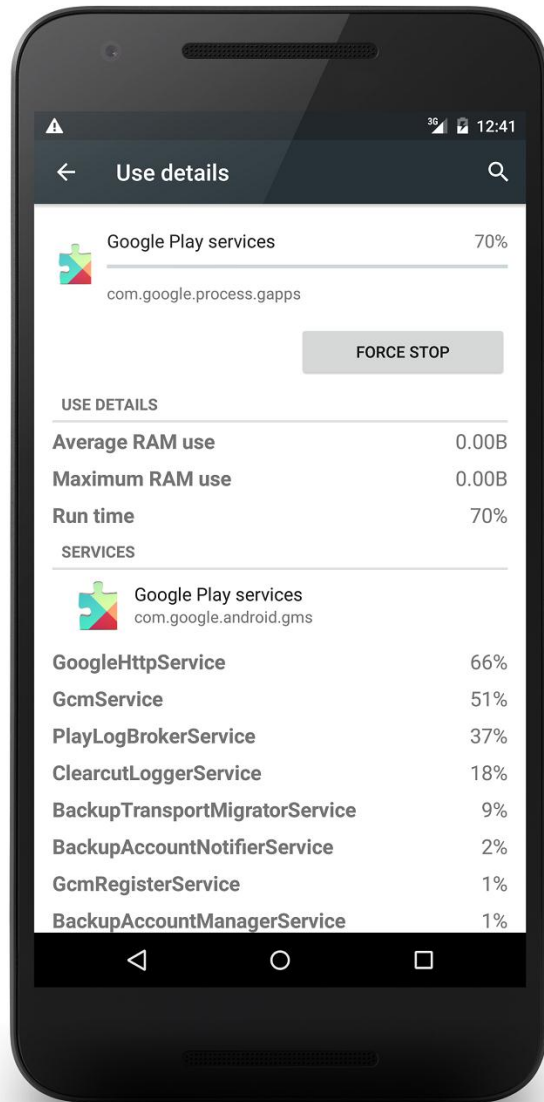 3G 12:41
Use details
Google Play services 70%
com.google.process.gapps
FORCE STOP
USE DETAILS
Average RAM use 0.00B
Maximum RAM use 0.00B
Run time 70%
SERVICES
Google Play services
com.google.android.gms
GoogleHttpService 66%
GcmService 51%
PlayLogBrokerService 37%
ClearcutLoggerService 18%
BackupTransportMigratorService 9%
BackupAccountNotifierService 2%
GcmRegisterService 1%
BackupAccountManagerService 1%